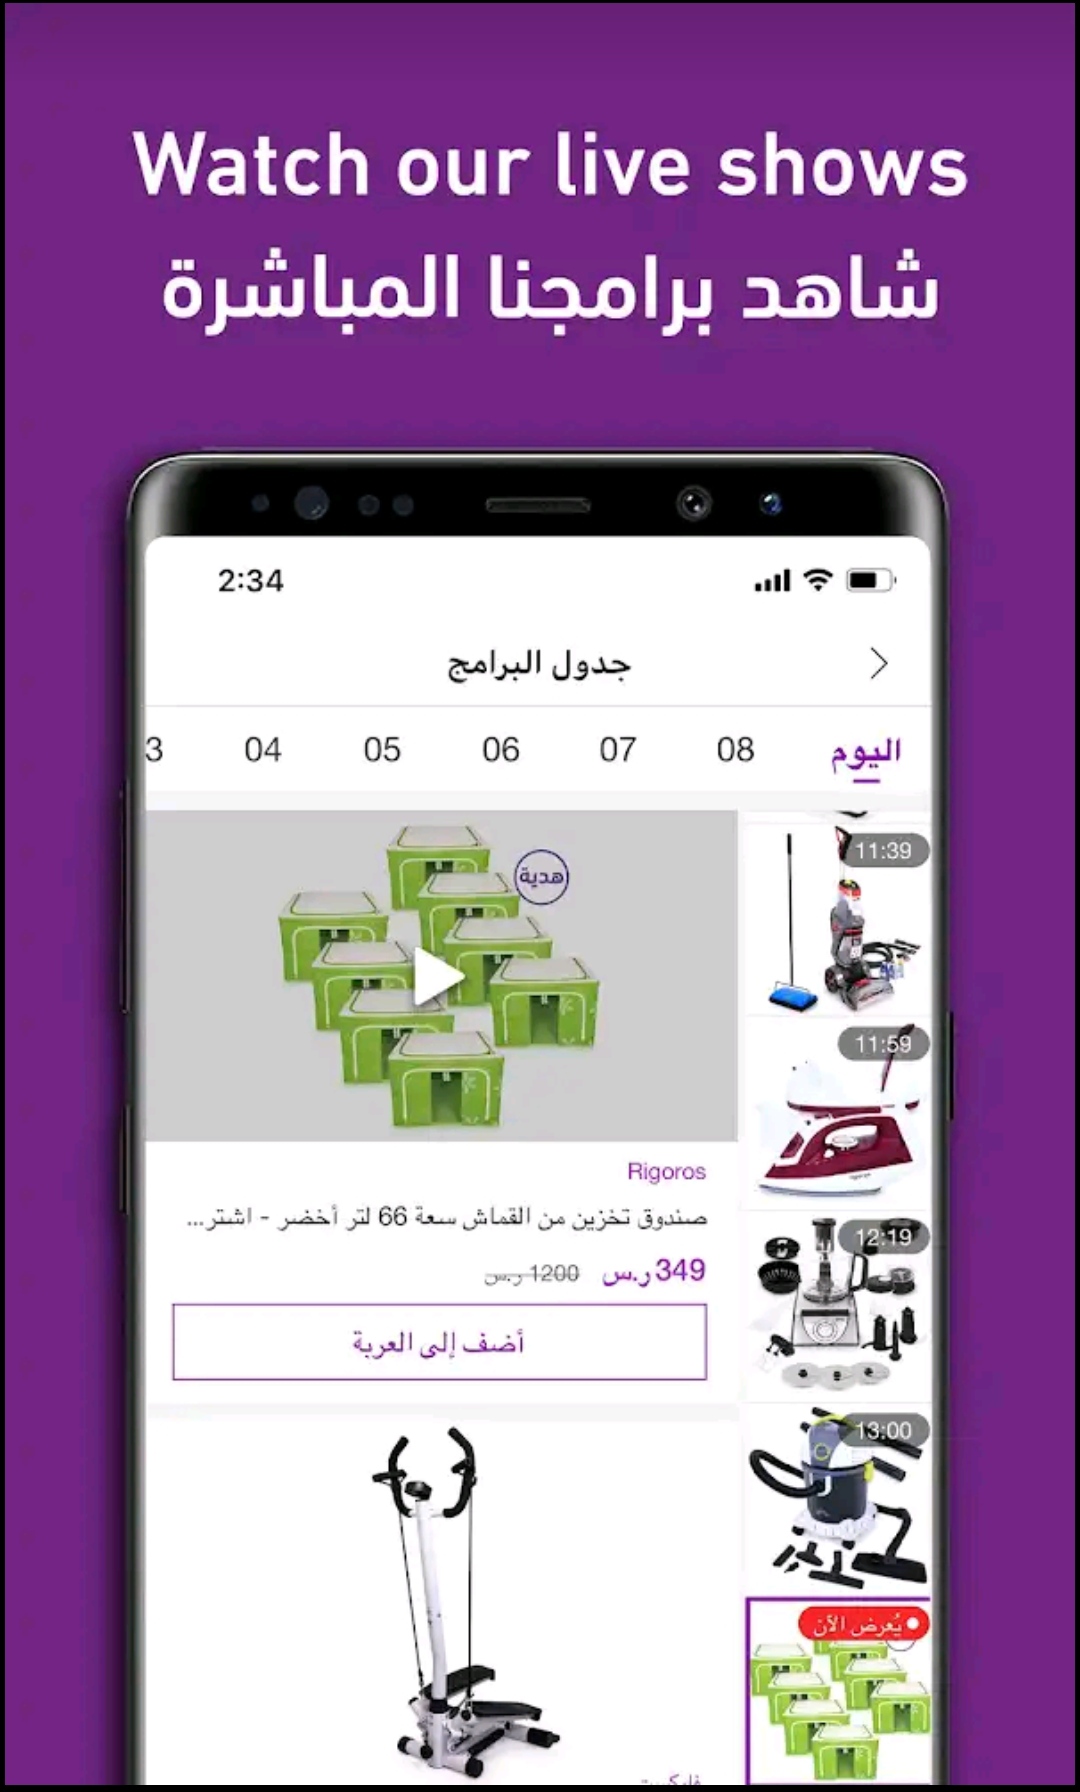 Watch our live shows
شاهد برامجنا المباشرة
2:34
جدول البرامج
اليوم
08
07
06
05
04
3
هدية
Rigoros
صندوق تخزين من القماش سعة 66 لتر أخضر - اشتر...
349 ر.س 1200 ر.س
أضف إلى العربة
11:39
11:59
12:19
13:00
يُعرض الآن